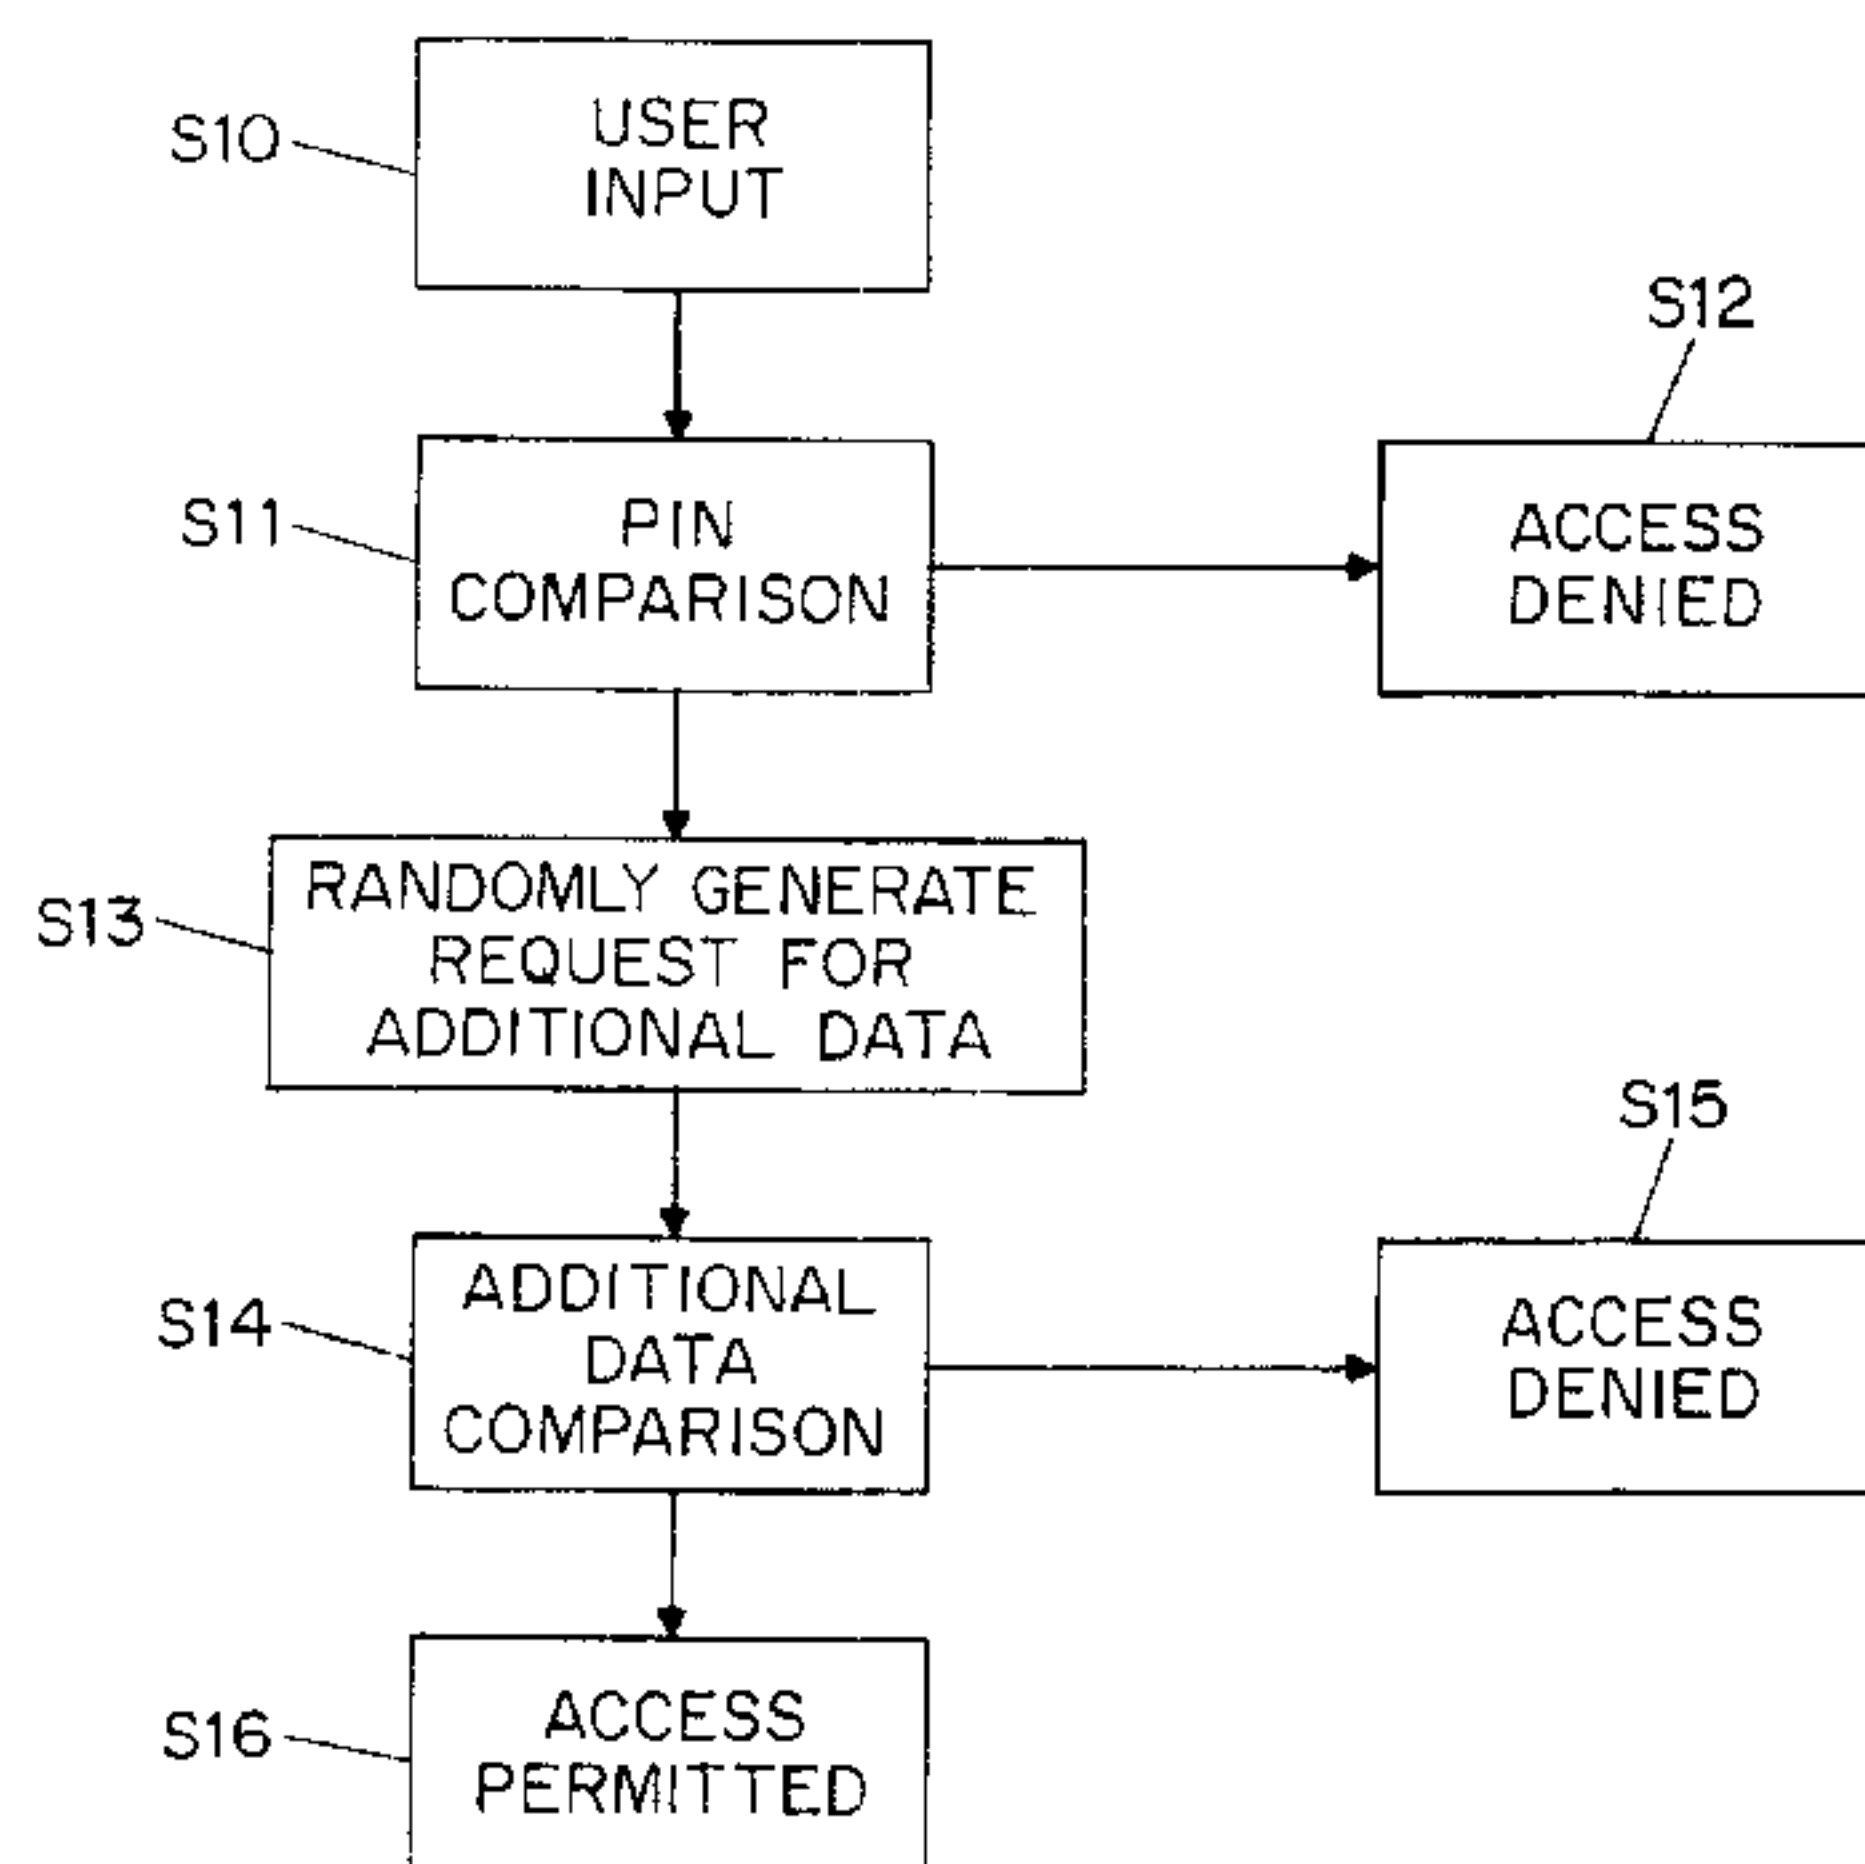 S10
USER
INPUT
S12
S11
PIN
COMPARISON
ACCESS
DENIED
S13
RANDOMLY GENERATE
REQUEST FOR
ADDITIONAL DATA
S15
S14
ADDITIONAL
DATA
COMPARISON
ACCESS
DENIED
S16
ACCESS
PERMITTED